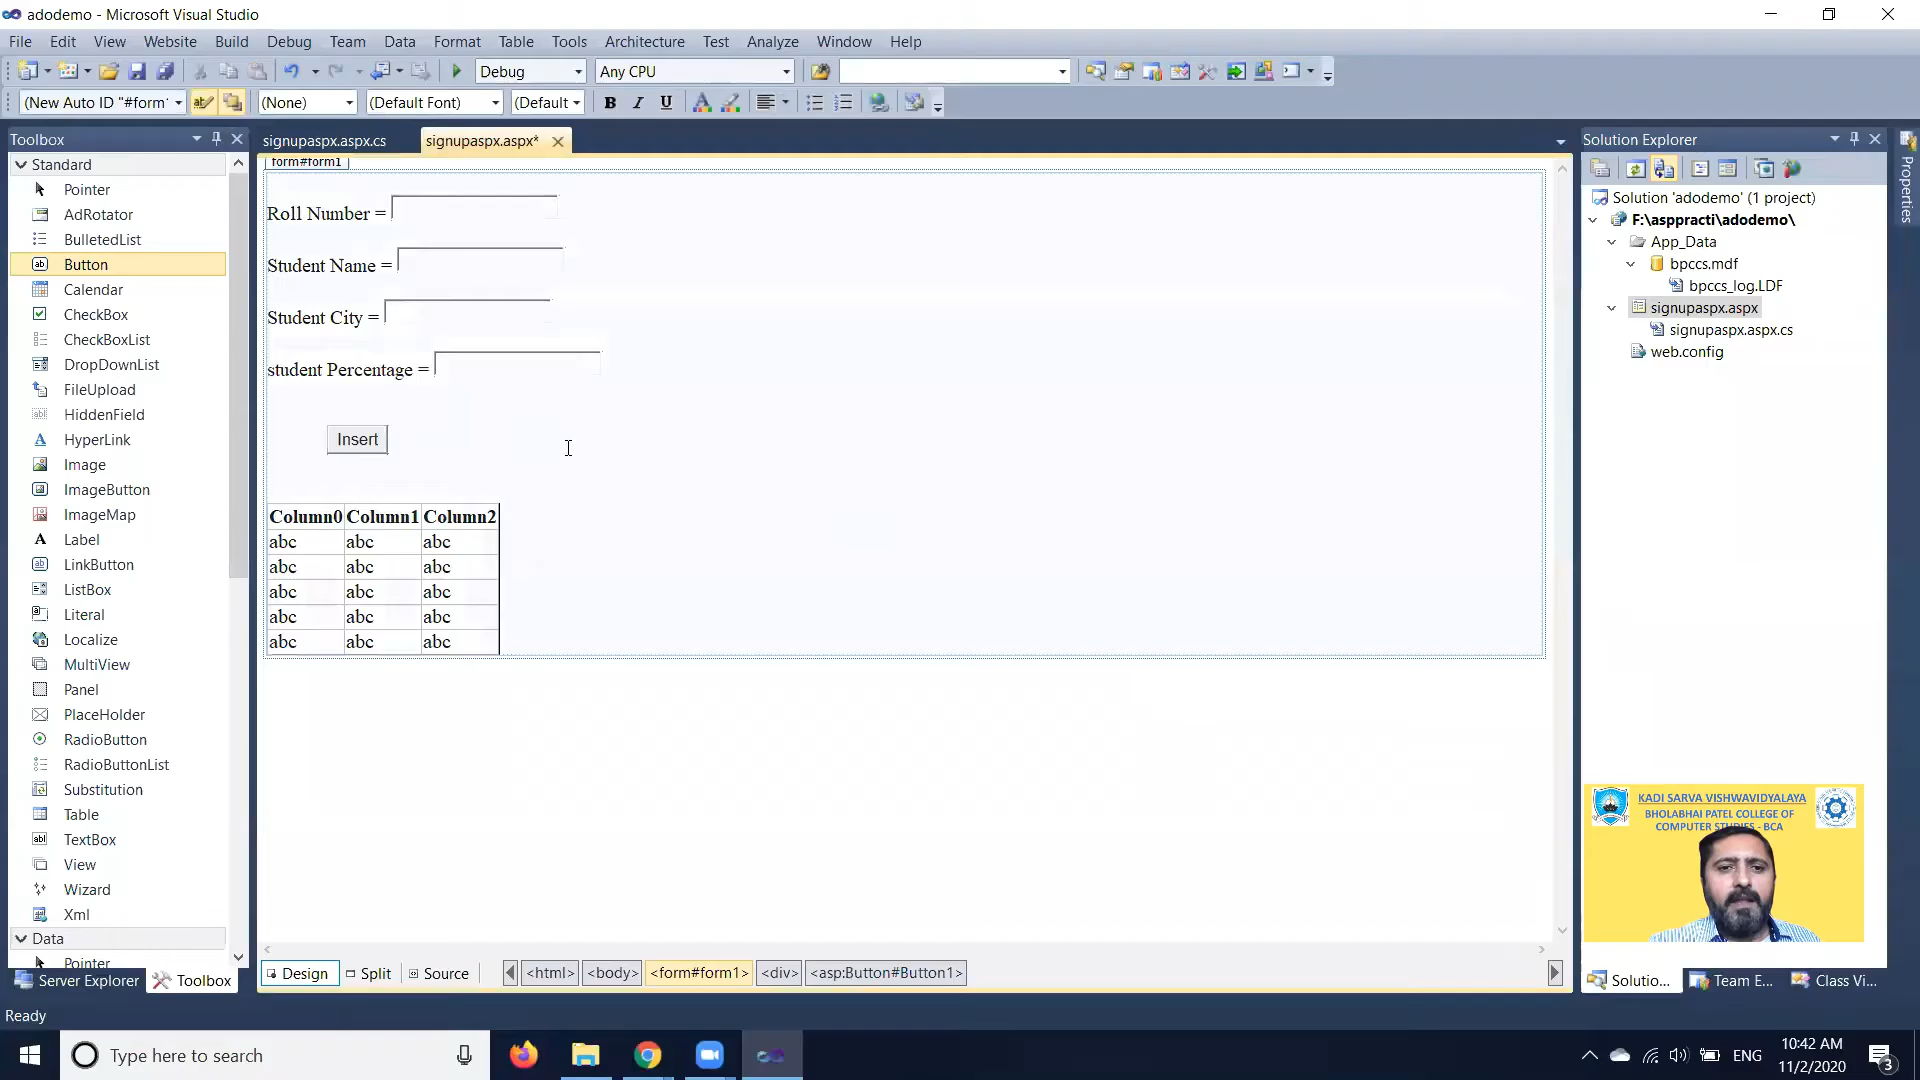 adodemo - Microsoft Visual Studio
File Edit View Website Build Debug Team Data Format Table Tools Architecture Test Analyze Window Help
Debug Any CPU
(New Auto ID "#form1 (None) (Default Font) (Default B I U A
Toolbox
Standard
Pointer
AdRotator
BulletedList
Button
Calendar
CheckBox
CheckBoxList
DropDownList
FileUpload
HiddenField
HyperLink
Image
ImageButton
ImageMap
Label
LinkButton
ListBox
Literal
Localize
MultiView
Panel
PlaceHolder
RadioButton
RadioButtonList
Substitution
Table
TextBox
View
Wizard
Xml
Data
Pointer
Server Explorer Toolbox
signupaspx.aspx.cs signupaspx.aspx*
form#form1
Roll Number =
Student Name =
Student City =
student Percentage =
Insert
Column0 Column1 Column2
abc abc abc
abc abc abc
abc abc abc
abc abc abc
abc abc abc
Design Split Source <html> <body> <form#form1> <div> <asp:Button#Button1>
Solution Explorer
Solution 'adodemo' (1 project)
F:\asppracti\adodemo\
App_Data
bpccs.mdf
bpccs_log.LDF
signupaspx.aspx
signupaspx.aspx.cs
web.config
Properties
KADI SARVA VISHWAVIDYALAYA
BHOLABHAI PATEL COLLEGE OF
COMPUTER STUDIES - BCA
Solutio... Team E... Class Vi...
Ready
Type here to search
ENG
10:42 AM
11/2/2020
3